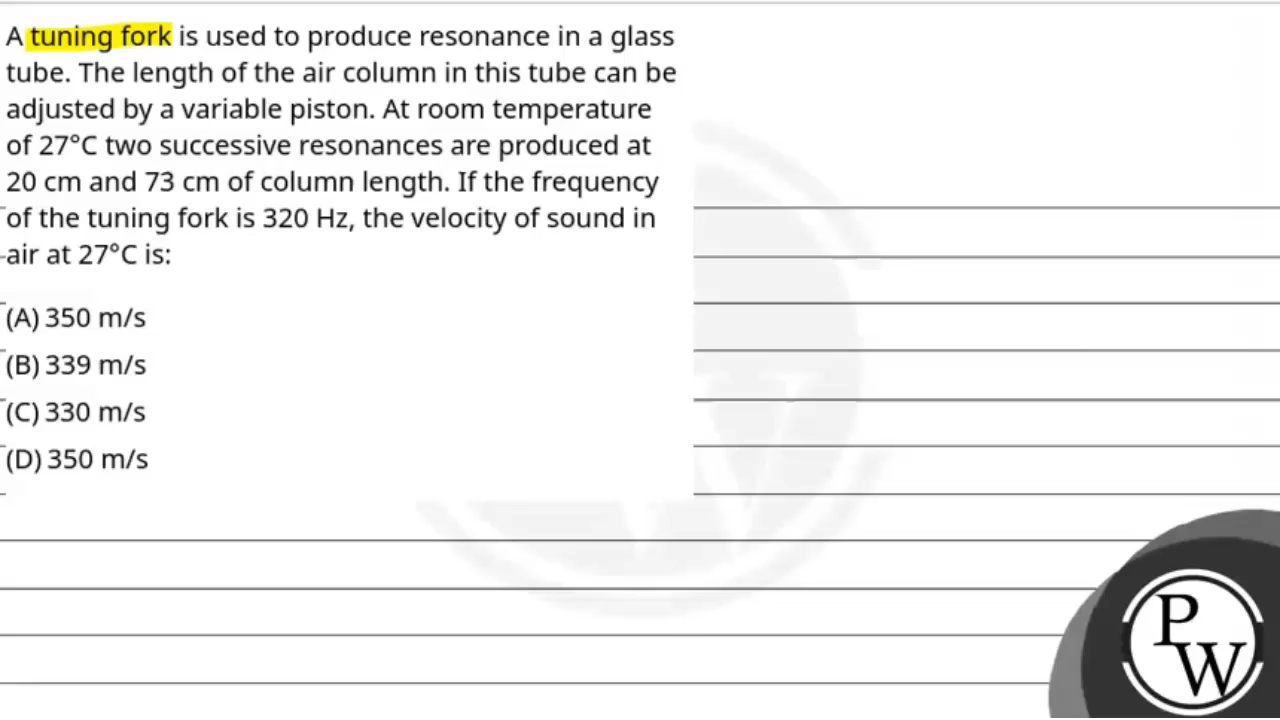 A tuning fork is used to produce resonance in a glass
tube. The length of the air column in this tube can be
adjusted by a variable piston. At room temperature
of 27°C two successive resonances are produced at
20 cm and 73 cm of column length. If the frequency
of the tuning fork is 320 Hz, the velocity of sound in
air at 27°C is:
(A) 350 m/s
(B) 339 m/s
(C) 330 m/s
(D) 350 m/s
P
W